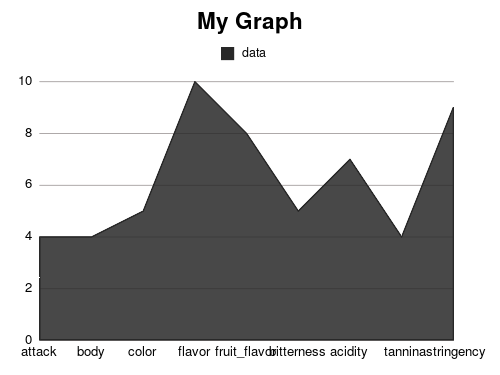 My Graph
data
10
8
6
4
2
0
attack body color flavor fruit_flavor bitterness acidity tannin astringency